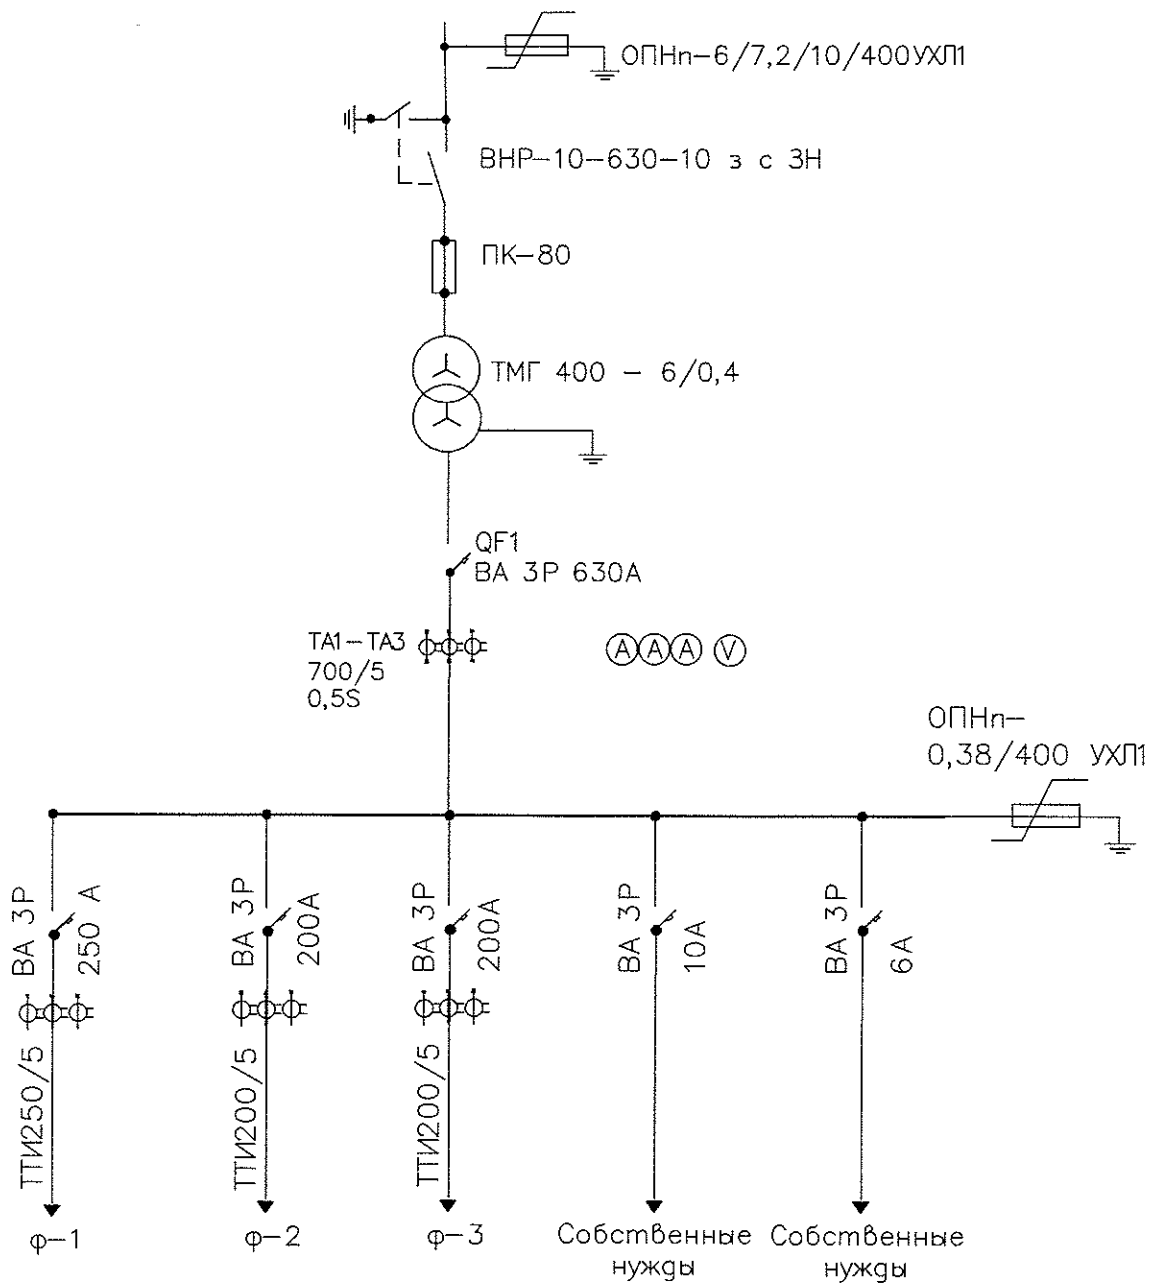 ОПНп-6/7,2/10/400УХЛ1
ВНР-10-630-10 з с ЗН
ПК-80
ТМГ 400 - 6/0,4
QF1
ВА 3Р 630А
ТА1-ТА3
700/5
0,5S
А А А V
ОПНп-
0,38/400 УХЛ1
ВА 3Р
250 А
ВА 3Р
200А
ВА 3Р
200А
ВА 3Р
10А
ВА 3Р
6А
ТТИ250/5
ТТИ200/5
ТТИ200/5
ф-1
ф-2
ф-3
Собственные
нужды
Собственные
нужды